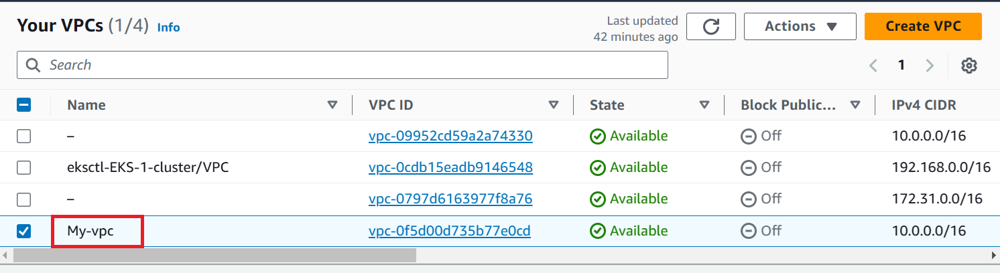 Your VPCs (1/4) Info
Last updated
42 minutes ago
Actions
Create VPC
Search
1
Name VPC ID State Block Public... IPv4 CIDR
– vpc-09952cd59a2a74330 Available Off 10.0.0.0/16
eksctl-EKS-1-cluster/VPC vpc-0cdb15eadb9146548 Available Off 192.168.0.0/16
– vpc-0797d6163977f8a76 Available Off 172.31.0.0/16
My-vpc vpc-0f5d00d735b77e0cd Available Off 10.0.0.0/16